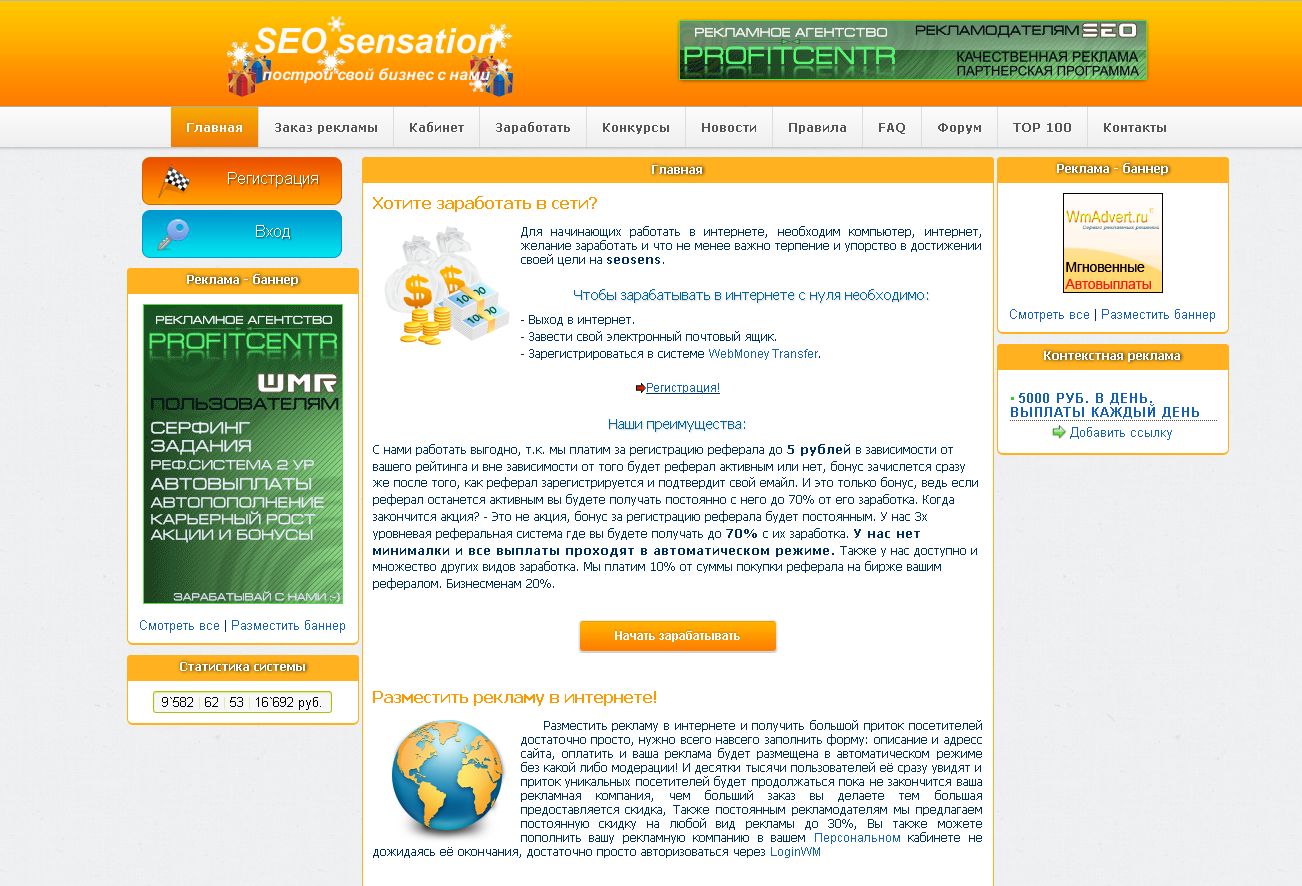 SEO sensation
построй свой бизнес с нами
РЕКЛАМНОЕ АГЕНТСТВО
PROFITCENTR
РЕКЛАМОДАТЕЛЯМ SEO
КАЧЕСТВЕННАЯ РЕКЛАМА
ПАРТНЕРСКАЯ ПРОГРАММА
Главная Заказ рекламы Кабинет Заработать Конкурсы Новости Правила FAQ Форум TOP 100 Контакты
Регистрация
Вход
Реклама - баннер
РЕКЛАМНОЕ АГЕНТСТВО
PROFITCENTR
WMR
ПОЛЬЗОВАТЕЛЯМ
СЕРФИНГ
ЗАДАНИЯ
РЕФ.СИСТЕМА 2 УР
АВТОВЫПЛАТЫ
АВТОПОПОЛНЕНИЕ
КАРЬЕРНЫЙ РОСТ
АКЦИИ И БОНУСЫ
ЗАРАБАТЫВАЙ С НАМИ :-)
Смотреть все | Разместить баннер
Статистика системы
9`582 | 62 | 53 | 16`692 руб.
Главная
Хотите заработать в сети?
Для начинающих работать в интернете, необходим компьютер, интернет,
желание заработать и что не менее важно терпение и упорство в достижении
своей цели на seosens.
Чтобы зарабатывать в интернете с нуля необходимо:
- Выход в интернет.
- Завести свой электронный почтовый ящик.
- Зарегистрироваться в системе WebMoney Transfer.
Регистрация!
Наши преимущества:
С нами работать выгодно, т.к. мы платим за регистрацию реферала до 5 рублей в зависимости от
вашего рейтинга и вне зависимости от того будет реферал активным или нет, бонус зачислется сразу
же после того, как реферал зарегистрируется и подтвердит свой емайл. И это только бонус, ведь если
реферал останется активным вы будете получать постоянно с него до 70% от его заработка. Когда
закончится акция? - Это не акция, бонус за регистрацию реферала будет постоянным. У нас 3х
уровневая реферальная система где вы будете получать до 70% с их заработка. У нас нет
минималки и все выплаты проходят в автоматическом режиме. Также у нас доступно и
множество других видов заработка. Мы платим 10% от суммы покупки реферала на бирже вашим
рефералом. Бизнесменам 20%.
Начать зарабатывать
Разместить рекламу в интернете!
Разместить рекламу в интернете и получить большой приток посетителей
достаточно просто, нужно всего навсего заполнить форму: описание и адресс
сайта, оплатить и ваша реклама будет размещена в автоматическом режиме
без какой либо модерации! И десятки тысячи пользователей её сразу увидят и
приток уникальных посетителей будет продолжаться пока не закончится ваша
рекламная компания, чем больший заказ вы делаете тем большая
предоставляется скидка, Также постоянным рекламодателям мы предлагаем
постоянную скидку на любой вид рекламы до 30%, Вы также можете
пополнить вашу рекламную компанию в вашем Персональном кабинете не
дожидаясь её окончания, достаточно просто авторизоваться через LoginWM
Реклама - баннер
WmAdvert.ru
Сервис рекламных решений
Мгновенные
Автовыплаты
Смотреть все | Разместить баннер
Контекстная реклама
5000 РУБ. В ДЕНЬ.
ВЫПЛАТЫ КАЖДЫЙ ДЕНЬ
Добавить ссылку